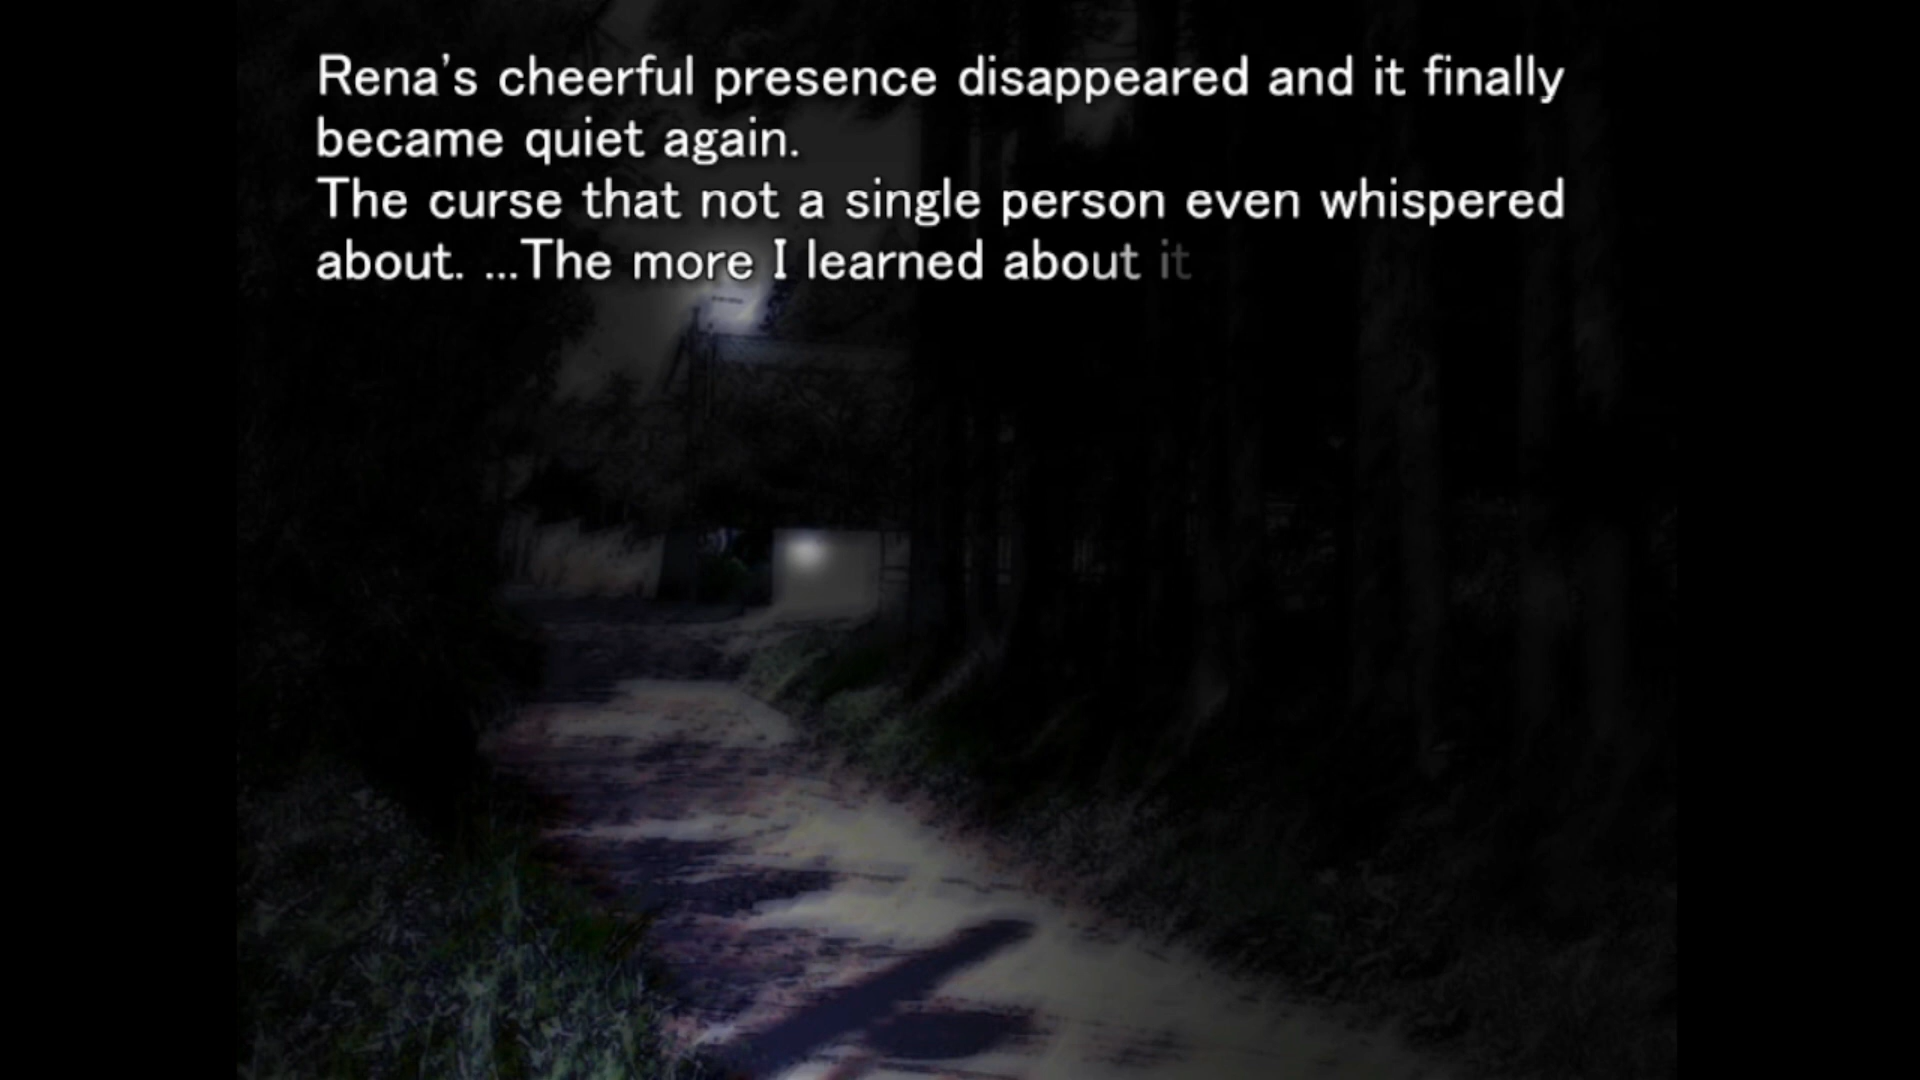 Rena's cheerful presence disappeared and it finally
became quiet again.
The curse that not a single person even whispered
about. ...The more I learned about it